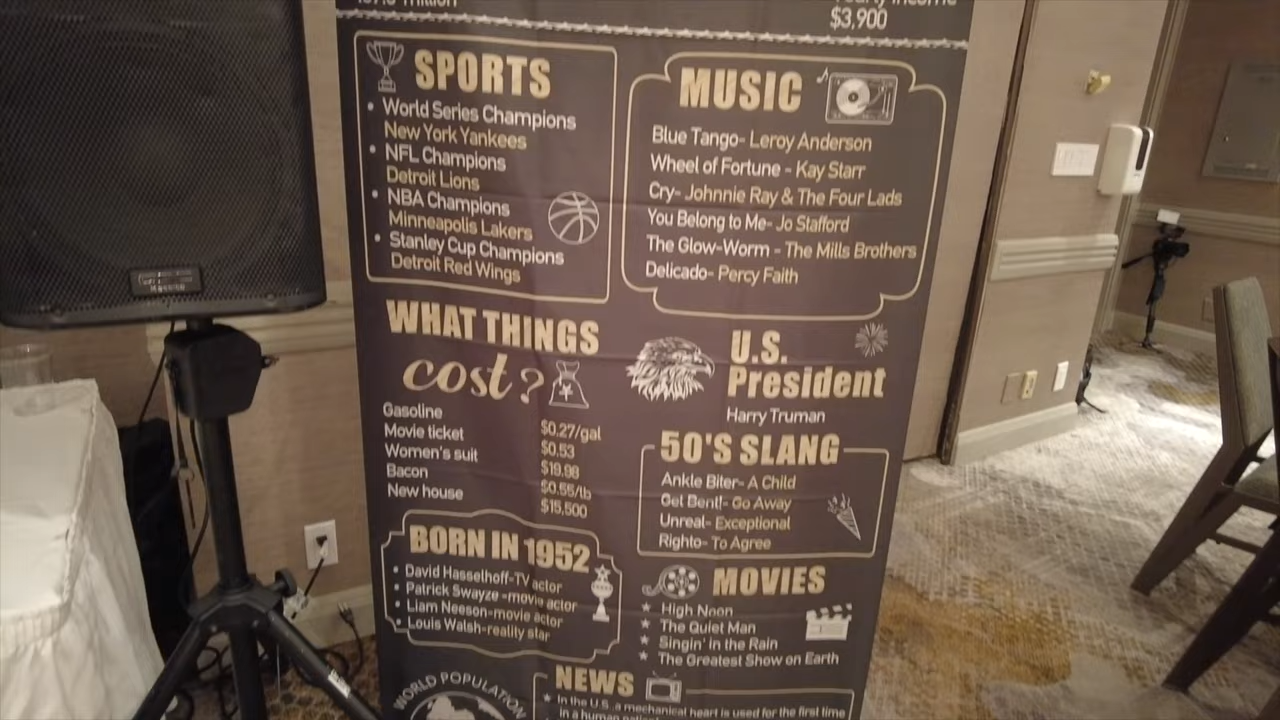 $3,900
SPORTS
• World Series Champions
New York Yankees
• NFL Champions
Detroit Lions
• NBA Champions
Minneapolis Lakers
• Stanley Cup Champions
Detroit Red Wings
MUSIC
Blue Tango- Leroy Anderson
Wheel of Fortune - Kay Starr
Cry- Johnnie Ray & The Four Lads
You Belong to Me- Jo Stafford
The Glow-Worm - The Mills Brothers
Delicado- Percy Faith
WHAT THINGS
cost?
Gasoline $0.27/gal
Movie ticket $0.53
Women's suit $19.98
Bacon $0.55/lb
New house $15,500
U.S.
President
Harry Truman
50'S SLANG
Ankle Biter- A Child
Get Bent!- Go Away
Unreal- Exceptional
Righto- To Agree
BORN IN 1952
• David Hasselhoff-TV actor
• Patrick Swayze -movie actor
• Liam Neeson-movie actor
• Louis Walsh-reality star
MOVIES
★ High Noon
★ The Quiet Man
★ Singin' in the Rain
★ The Greatest Show on Earth
WORLD POPULATION
NEWS
★ In the U.S. a mechanical heart is used for the first time
in a human